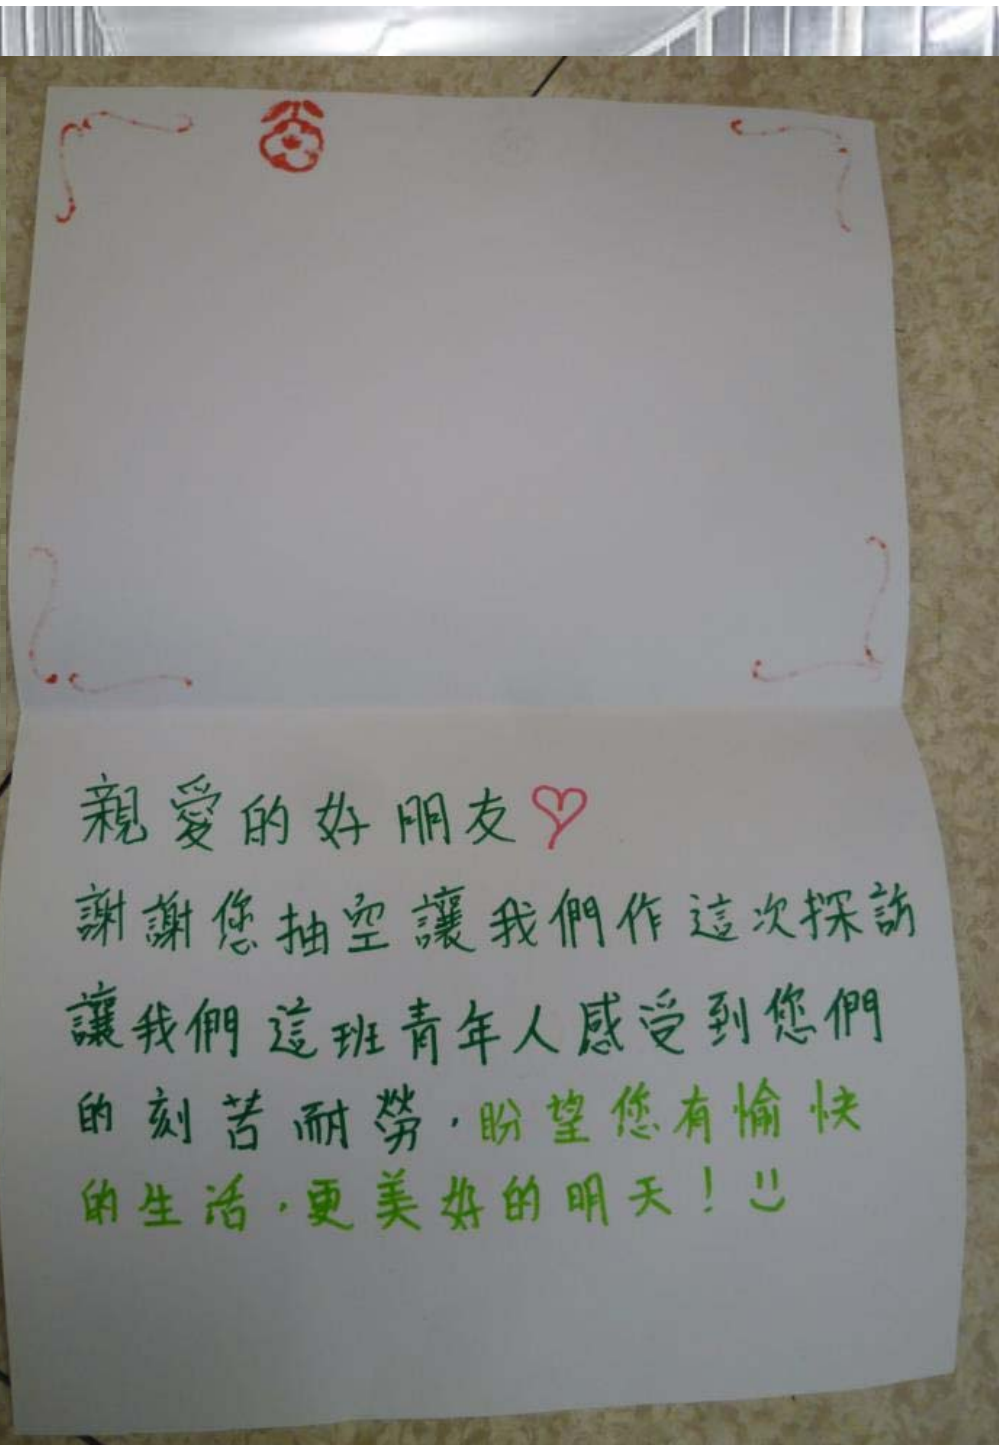 親愛的好朋友♡
謝謝您抽空讓我們作這次探訪
讓我們這班青年人感受到您們
的刻苦耐勞,盼望您有愉快
的生活,更美好的明天!